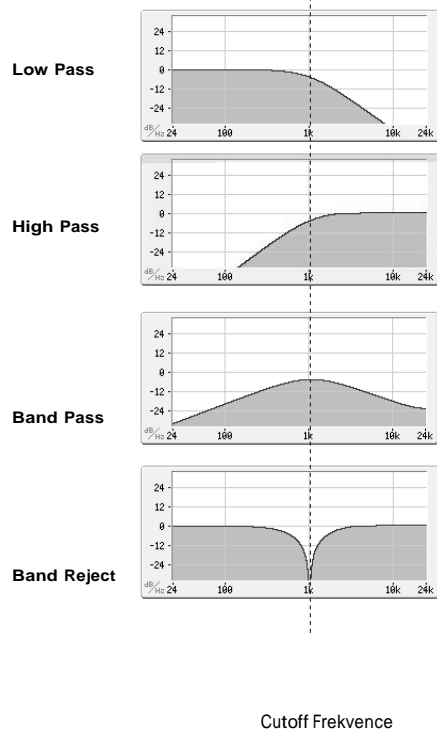 24
12
0
Low Pass
-12
-24
dB/Hz 24 100 1k 10k 24k
24
12
0
High Pass
-12
-24
dB/Hz 24 100 1k 10k 24k
24
12
0
-12
-24
Band Pass
dB/Hz 24 100 1k 10k 24k
24
12
0
-12
-24
Band Reject
dB/Hz 24 100 1k 10k 24k
Cutoff Frekvence